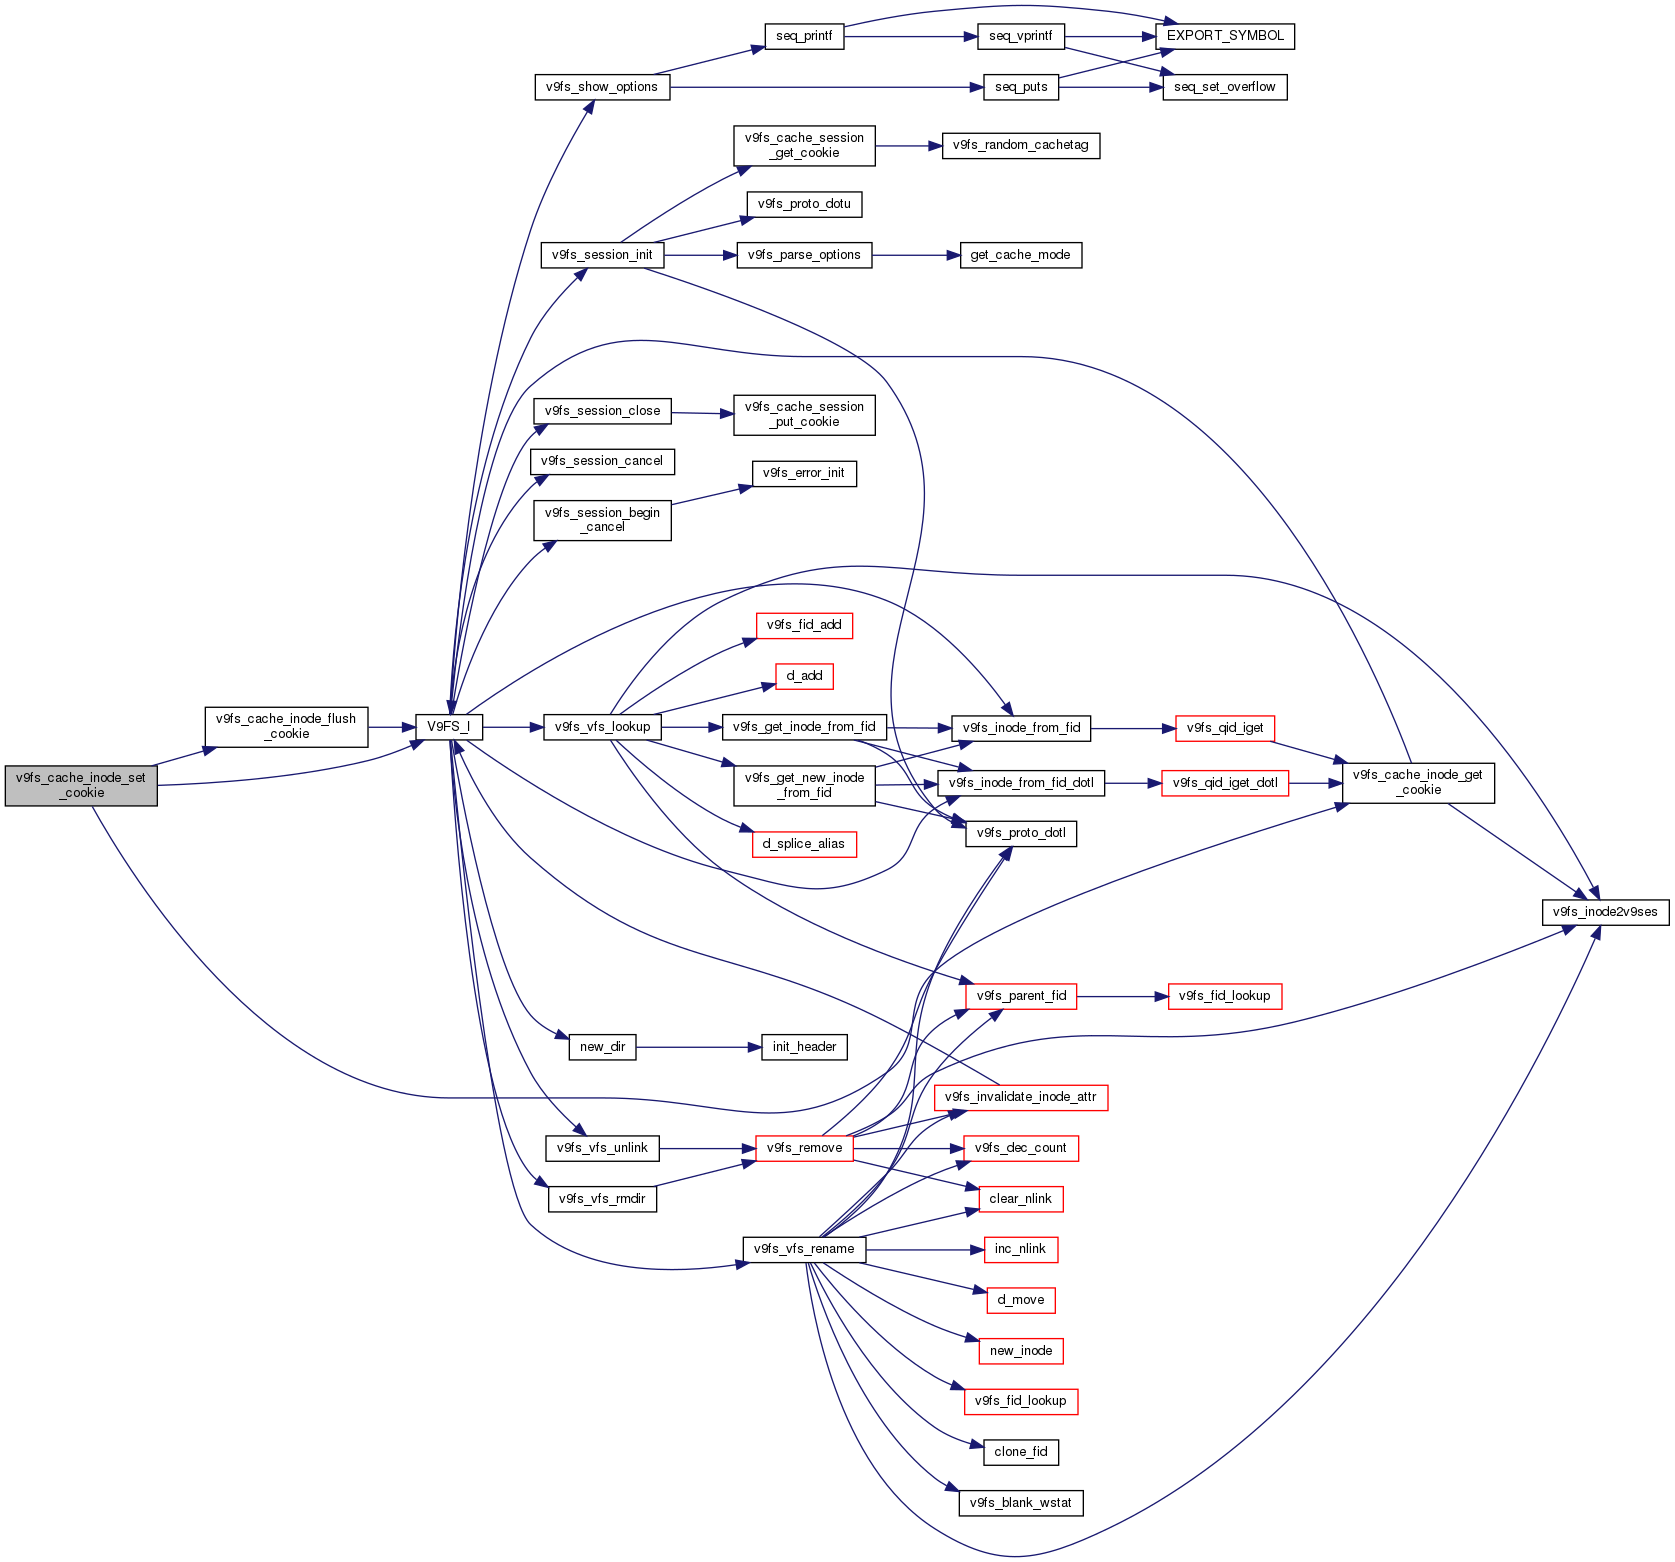 seq_printf
seq_vprintf
EXPORT_SYMBOL
v9fs_show_options
seq_puts
seq_set_overflow
v9fs_cache_session
_get_cookie
v9fs_random_cachetag
v9fs_proto_dotu
v9fs_session_init
v9fs_parse_options
get_cache_mode
v9fs_session_close
v9fs_cache_session
_put_cookie
v9fs_session_cancel
v9fs_error_init
v9fs_session_begin
_cancel
v9fs_fid_add
d_add
v9fs_cache_inode_flush
_cookie
V9FS_I
v9fs_vfs_lookup
v9fs_get_inode_from_fid
v9fs_inode_from_fid
v9fs_qid_iget
v9fs_cache_inode_set
_cookie
v9fs_get_new_inode
_from_fid
v9fs_inode_from_fid_dotl
v9fs_qid_iget_dotl
v9fs_cache_inode_get
_cookie
d_splice_alias
v9fs_proto_dotl
v9fs_inode2v9ses
v9fs_parent_fid
v9fs_fid_lookup
new_dir
init_header
v9fs_invalidate_inode_attr
v9fs_vfs_unlink
v9fs_remove
v9fs_dec_count
v9fs_vfs_rmdir
clear_nlink
v9fs_vfs_rename
inc_nlink
d_move
new_inode
v9fs_fid_lookup
clone_fid
v9fs_blank_wstat